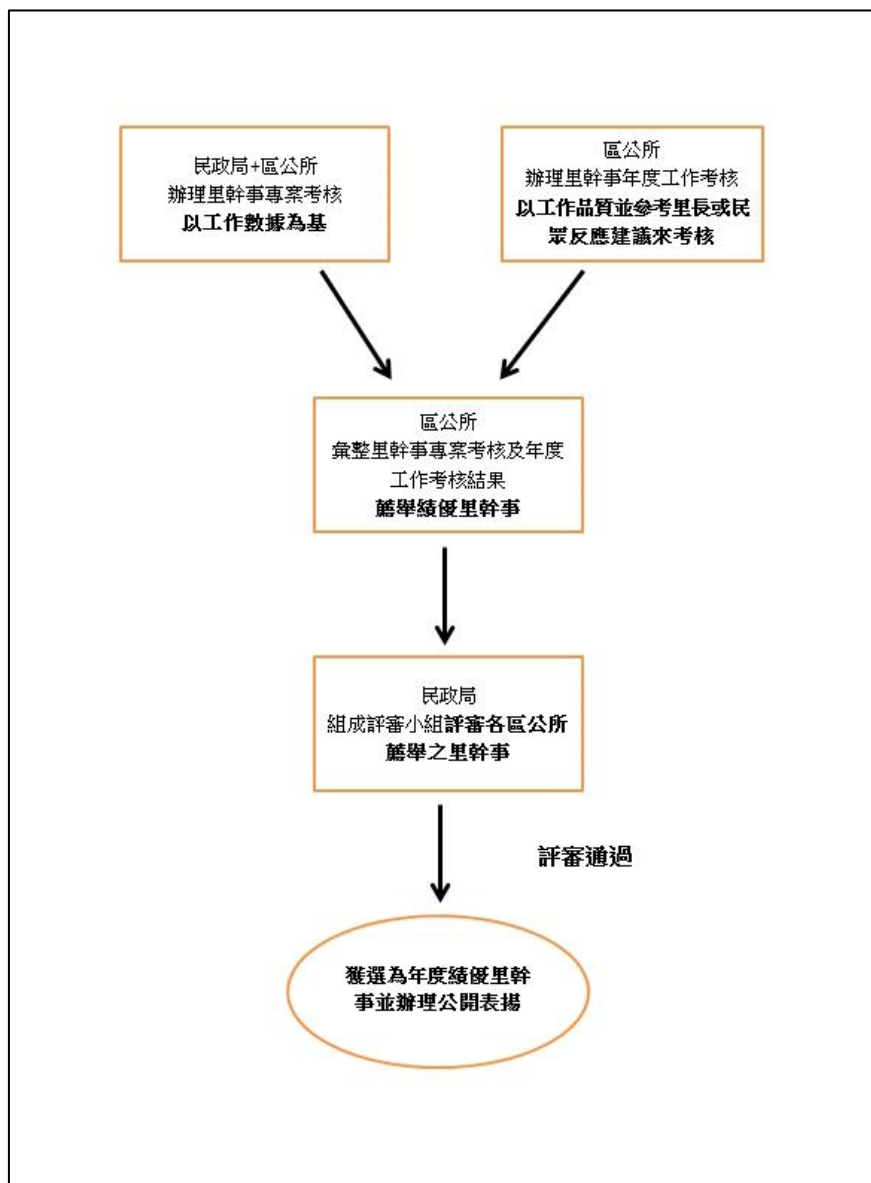 民政局+區公所
辦理里幹事專案考核
以工作數據為基
區公所
辦理里幹事年度工作考核
以工作品質並參考里長或民
眾反應建議來考核
區公所
彙整里幹事專案考核及年度
工作考核結果
薦舉績優里幹事
民政局
組成評審小組評審各區公所
薦舉之里幹事
評審通過
獲選為年度績優里幹
事並辦理公開表揚